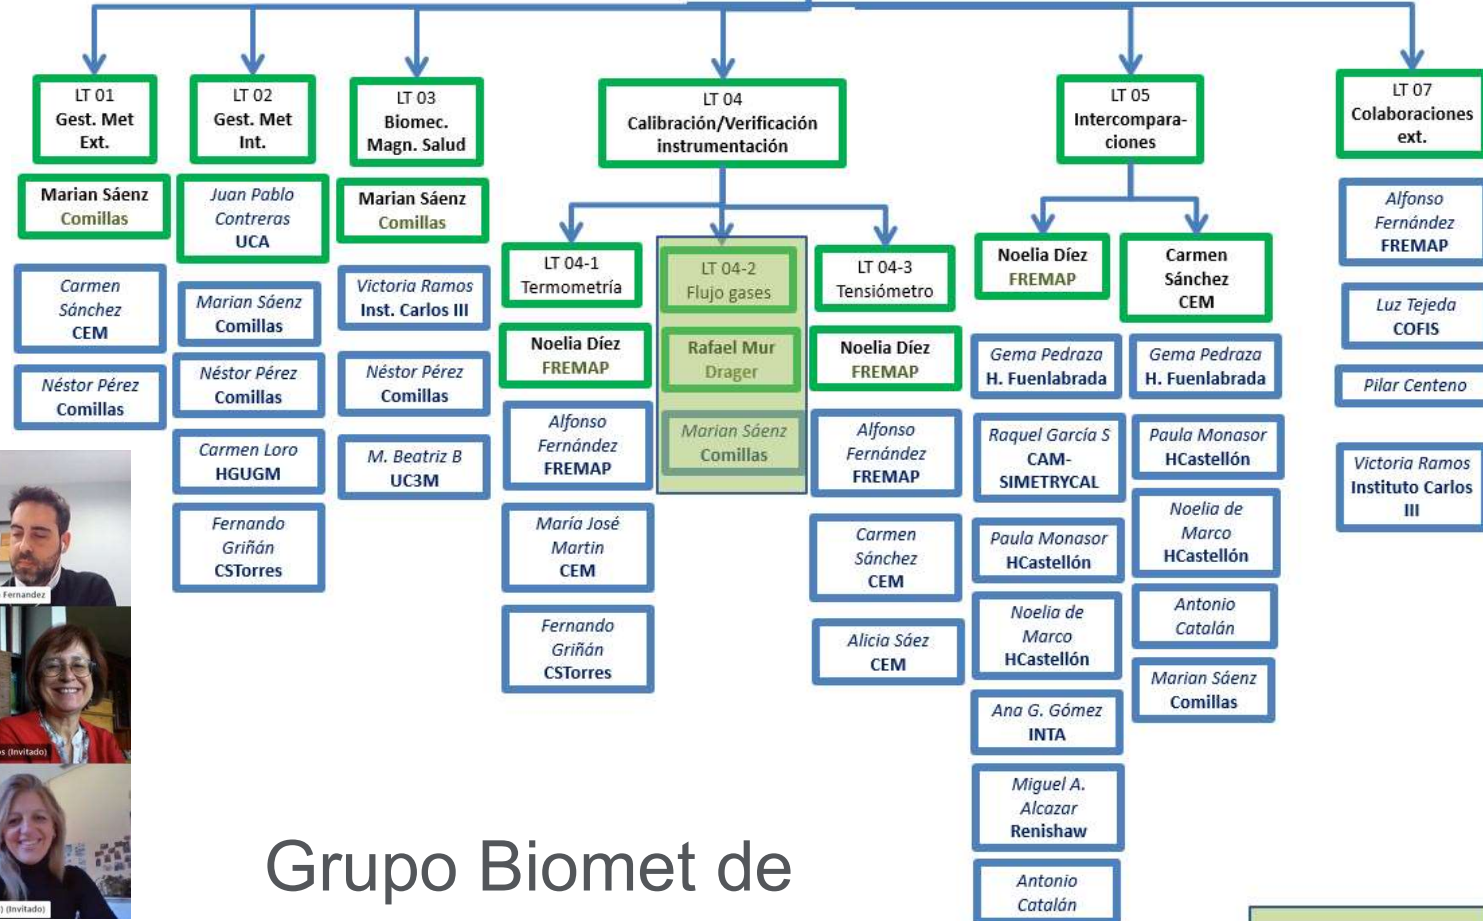 LT 01
Gest. Met
Ext.
Marian Sáenz
Comillas
Carmen
Sánchez
CEM
Néstor Pérez
Comillas
LT 02
Gest. Met
Int.
Juan Pablo
Contreras
UCA
Marian Sáenz
Comillas
Néstor Pérez
Comillas
Carmen Loro
HGUGM
Fernando
Griñán
CSTorres
LT 03
Biomec.
Magn. Salud
Marian Sáenz
Comillas
Victoria Ramos
Inst. Carlos III
Néstor Pérez
Comillas
M. Beatriz B
UC3M
LT 04
Calibración/Verificación
instrumentación
LT 04-1
Termometría
Noelia Díez
FREMAP
Alfonso
Fernández
FREMAP
María José
Martin
CEM
Fernando
Griñán
CSTorres
LT 04-2
Flujo gases
Rafael Mur
Drager
Marian Sáenz
Comillas
LT 04-3
Tensiómetro
Noelia Díez
FREMAP
Alfonso
Fernández
FREMAP
Carmen
Sánchez
CEM
Alicia Sáez
CEM
LT 05
Intercompara-
ciones
Noelia Díez
FREMAP
Gema Pedraza
H. Fuenlabrada
Raquel García S
CAM-
SIMETRYCAL
Paula Monasor
HCastellón
Noelia de
Marco
HCastellón
Ana G. Gómez
INTA
Miguel A.
Alcazar
Renishaw
Antonio
Catalán
Carmen
Sánchez
CEM
Gema Pedraza
H. Fuenlabrada
Paula Monasor
HCastellón
Noelia de
Marco
HCastellón
Antonio
Catalán
Marian Sáenz
Comillas
LT 07
Colaboraciones
ext.
Alfonso
Fernández
FREMAP
Luz Tejeda
COFIS
Pilar Centeno
Victoria Ramos
Instituto Carlos
III
Fernandez
os (Invitado)
) (Invitado)
Grupo Biomet de